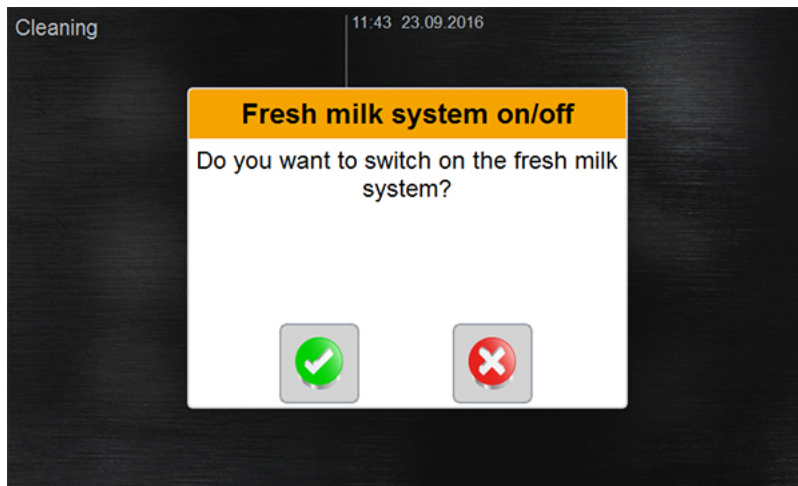 Cleaning
11:43 23.09.2016
Fresh milk system on/off
Do you want to switch on the fresh milk
system?